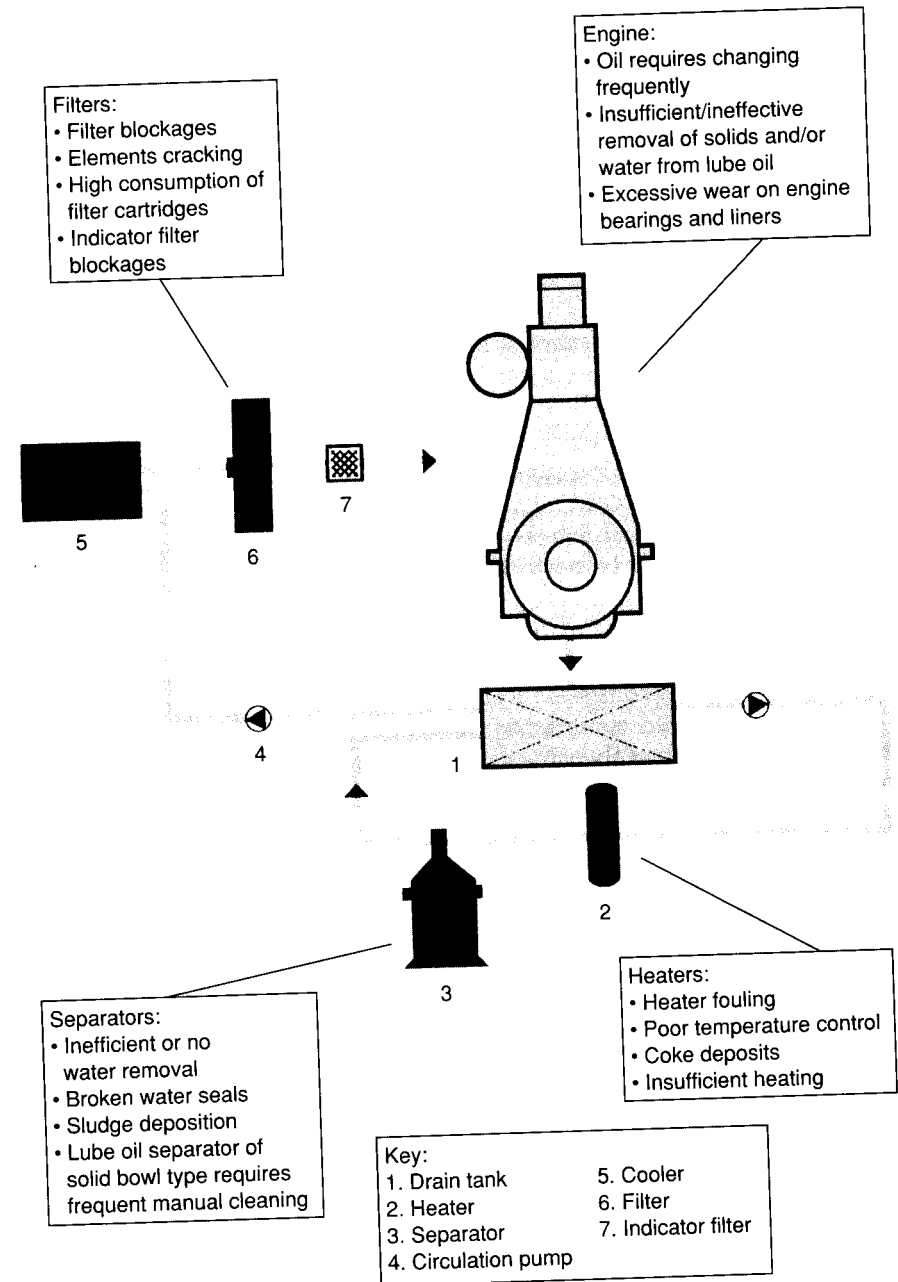 Engine:
• Oil requires changing
frequently
• Insufficient/ineffective
removal of solids and/or
water from lube oil
• Excessive wear on engine
bearings and liners
Filters:
• Filter blockages
• Elements cracking
• High consumption of
filter cartridges
• Indicator filter
blockages
5
6
7
4
1
2
3
Separators:
• Inefficient or no
water removal
• Broken water seals
• Sludge deposition
• Lube oil separator of
solid bowl type requires
frequent manual cleaning
Heaters:
• Heater fouling
• Poor temperature control
• Coke deposits
• Insufficient heating
Key:
1. Drain tank
2. Heater
3. Separator
4. Circulation pump
5. Cooler
6. Filter
7. Indicator filter